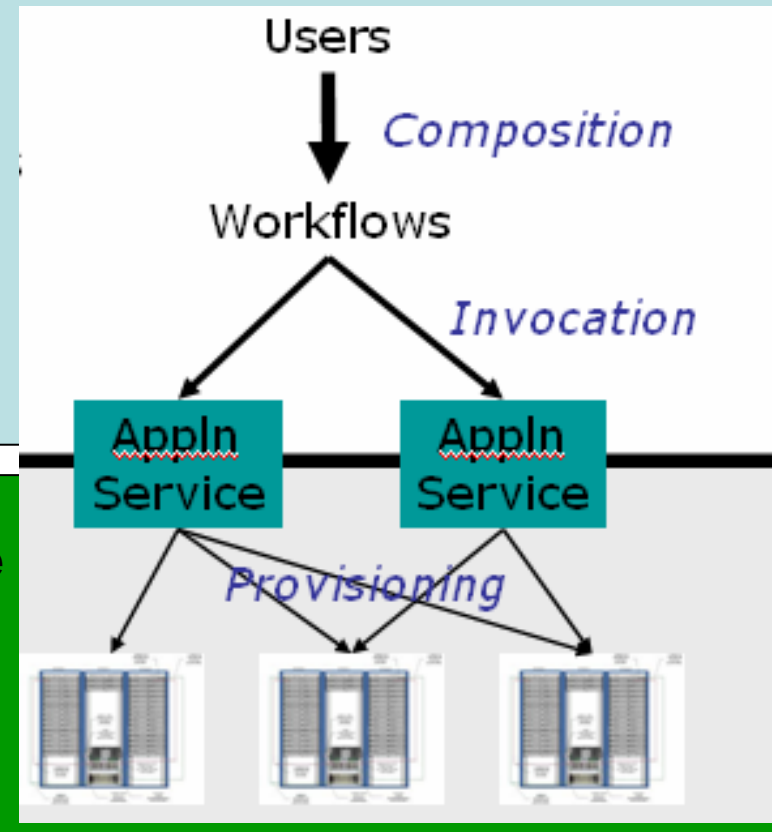 Users
Composition
Workflows
Invocation
Appln
Service
Appln
Service
Provisioning